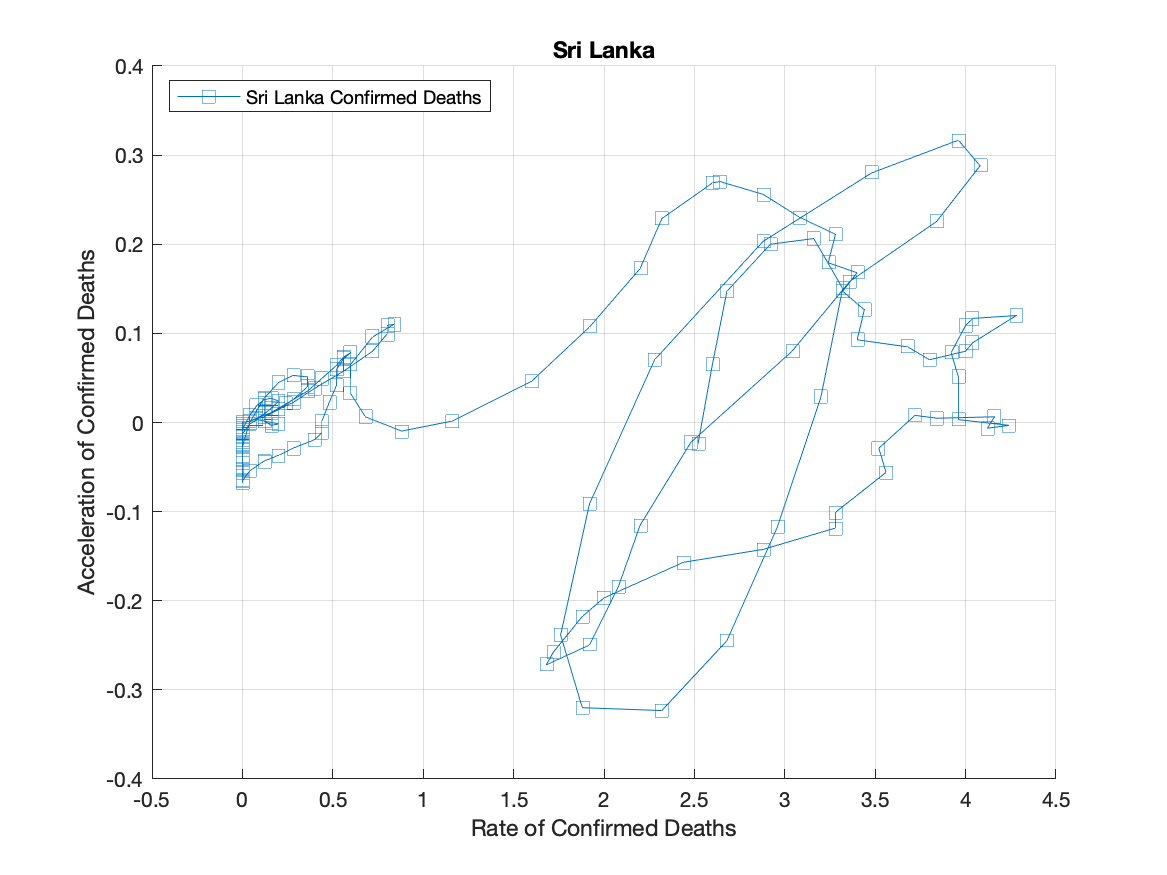 Sri Lanka
0.4
Sri Lanka Confirmed Deaths
0.3
0.2
0.1
0
-0.1
-0.2
-0.3
-0.4
Acceleration of Confirmed Deaths
-0.5 0 0.5 1 1.5 2 2.5 3 3.5 4 4.5
Rate of Confirmed Deaths